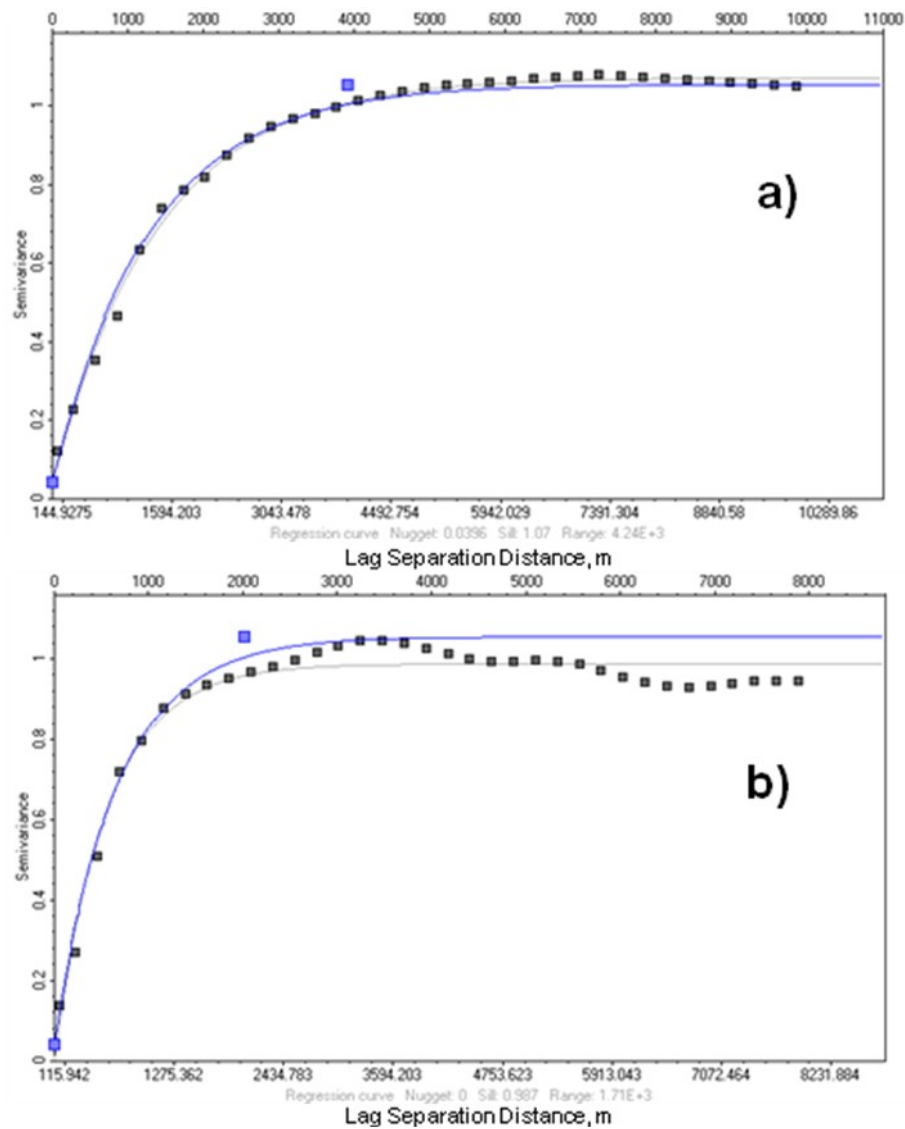 0 1000 2000 3000 4000 5000 6000 7000 8000 9000 10000 11000
Semivariance
1
0.8
0.6
0.4
0.2
0
a)
144.9275 1594.203 3043.478 4492.754 5942.029 7391.304 8840.58 10289.86
Regression curve Nugget: 0.0396 Sill: 1.07 Range: 4.24E+3
Lag Separation Distance, m
0 1000 2000 3000 4000 5000 6000 7000 8000
Semivariance
1
0.8
0.6
0.4
0.2
0
b)
115.942 1275.362 2434.783 3594.203 4753.623 5913.043 7072.464 8231.884
Regression curve Nugget: 0 Sill: 0.987 Range: 1.71E+3
Lag Separation Distance, m